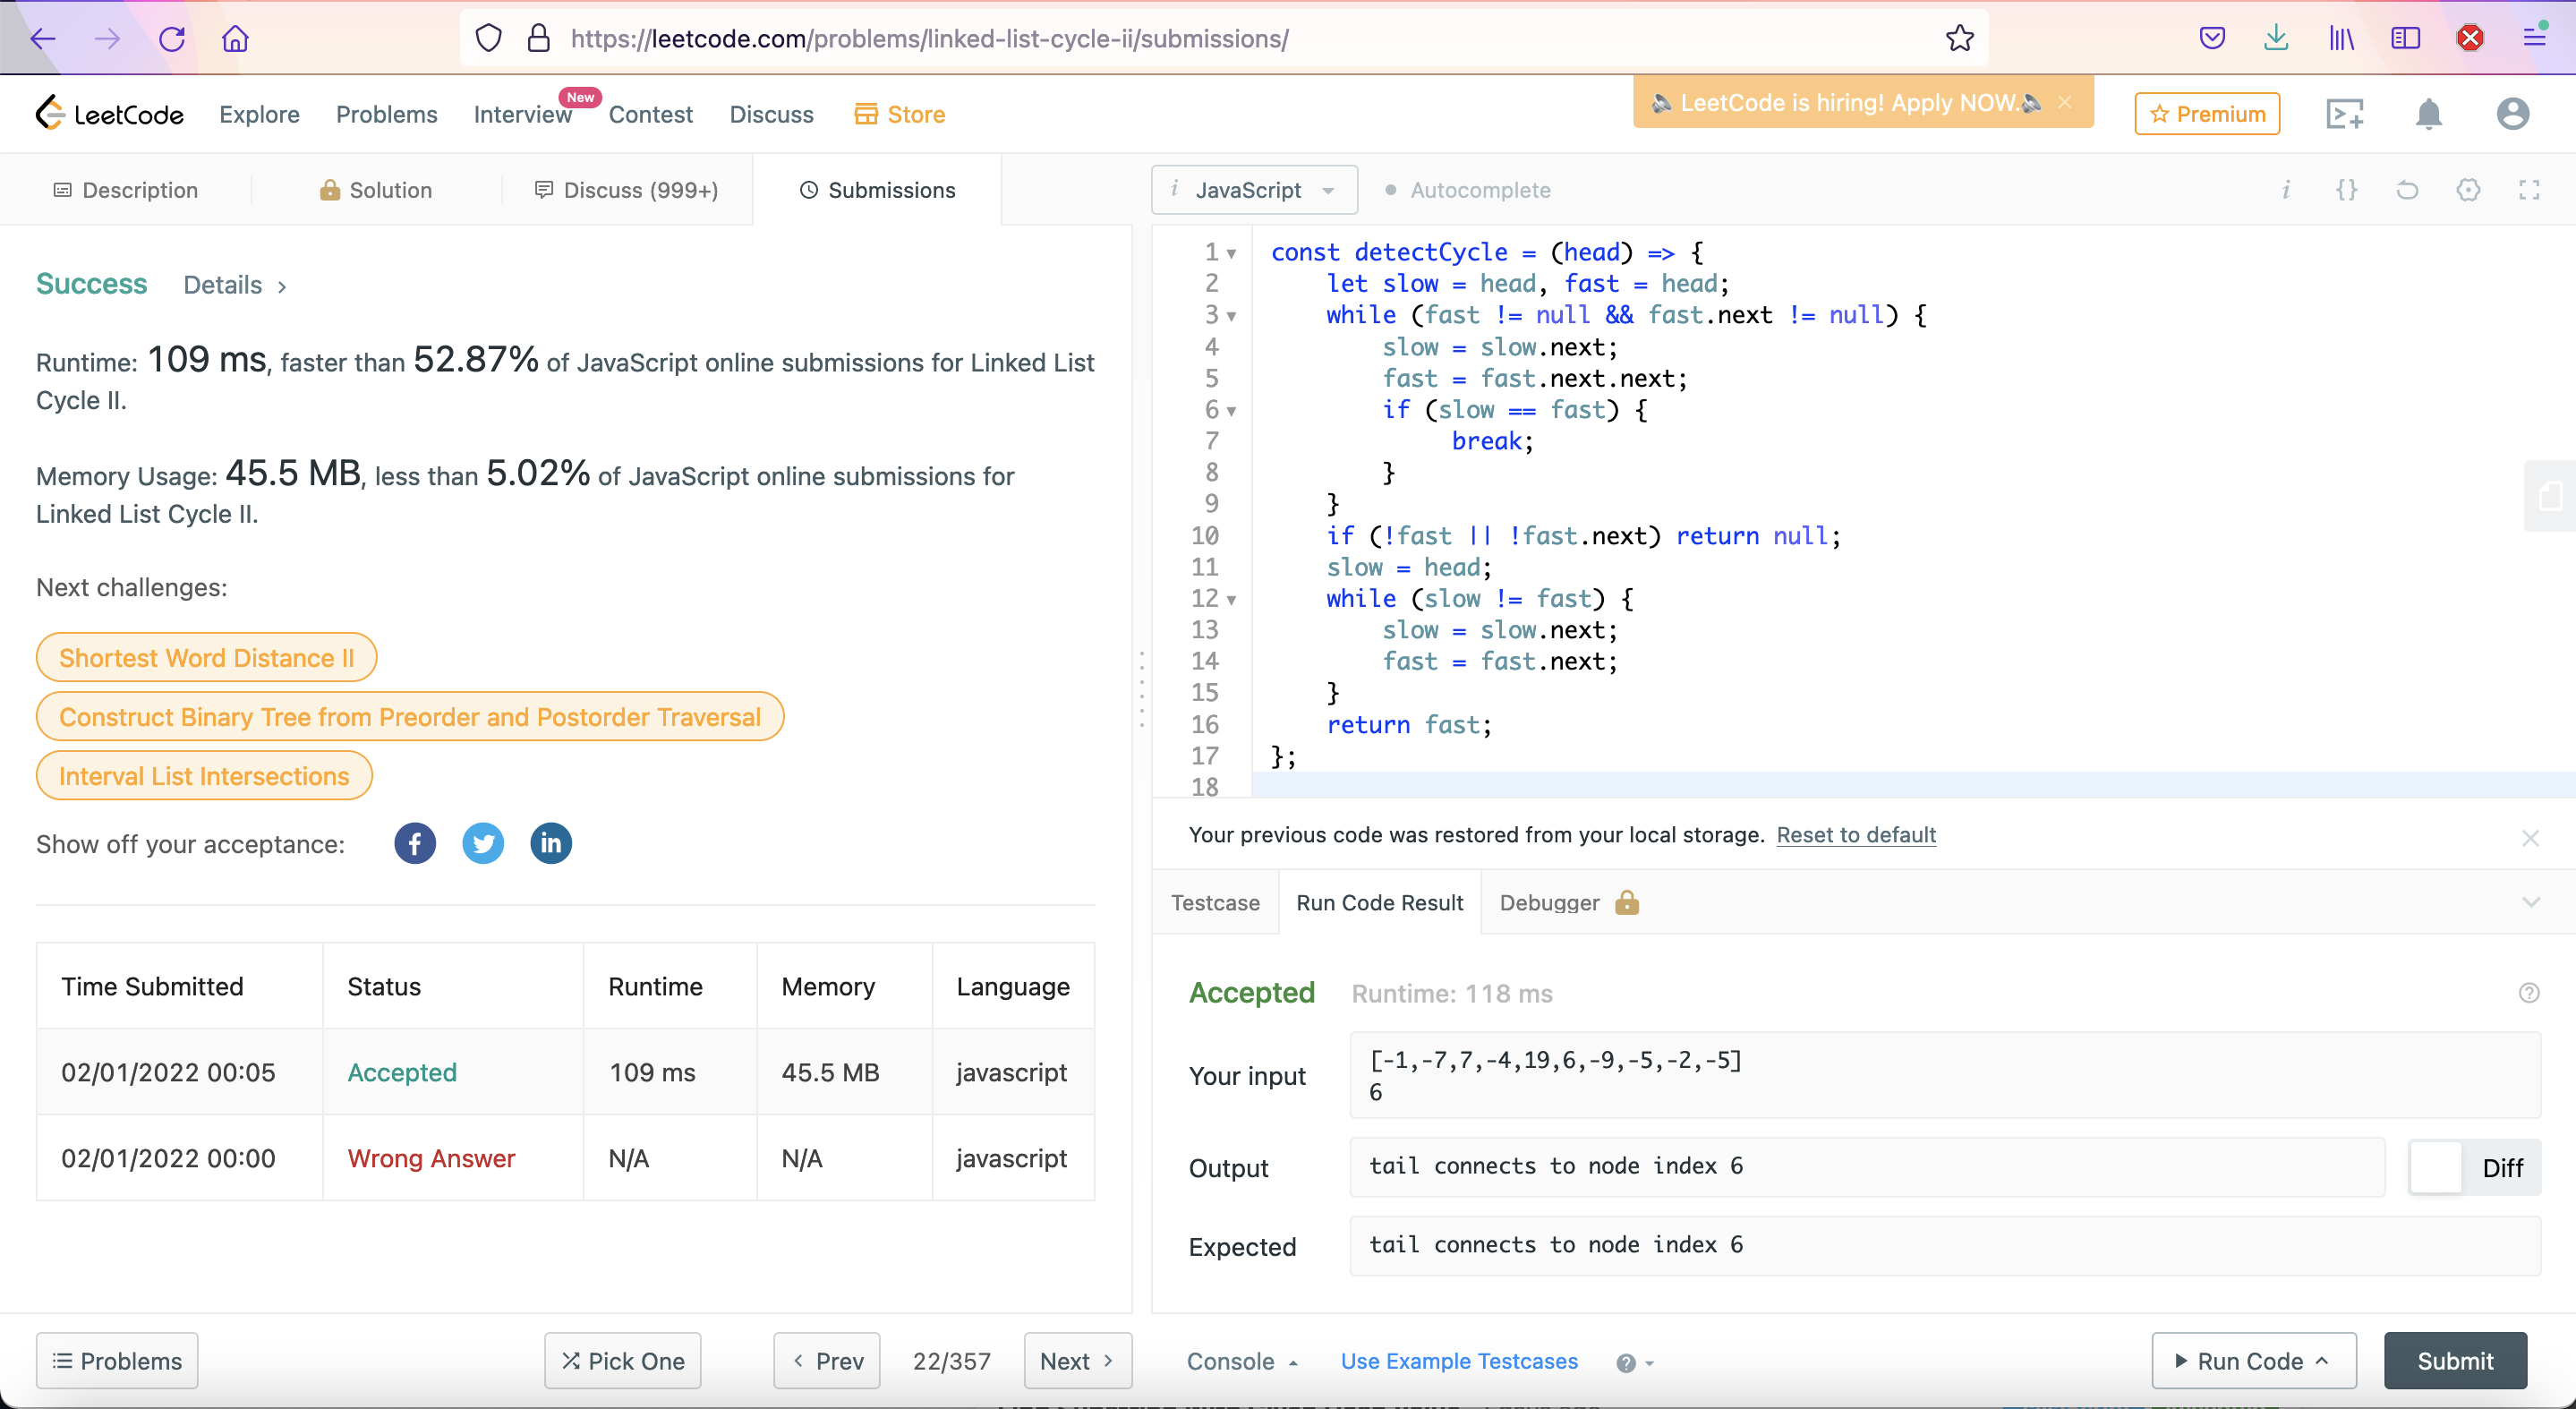 https://leetcode.com/problems/linked-list-cycle-ii/submissions/
LeetCode Explore Problems Interview New Contest Discuss Store
LeetCode is hiring! Apply NOW. ×
Premium
Description Solution Discuss (999+) Submissions
i JavaScript Autocomplete i {}
Success Details >
Runtime: 109 ms, faster than 52.87% of JavaScript online submissions for Linked List
Cycle II.
Memory Usage: 45.5 MB, less than 5.02% of JavaScript online submissions for
Linked List Cycle II.
Next challenges:
Shortest Word Distance II
Construct Binary Tree from Preorder and Postorder Traversal
Interval List Intersections
Show off your acceptance: f in
Time Submitted Status Runtime Memory Language
02/01/2022 00:05 Accepted 109 ms 45.5 MB javascript
02/01/2022 00:00 Wrong Answer N/A N/A javascript
1 const detectCycle = (head) => {
2 let slow = head, fast = head;
3 while (fast != null && fast.next != null) {
4 slow = slow.next;
5 fast = fast.next.next;
6 if (slow == fast) {
7 break;
8 }
9 }
10 if (!fast || !fast.next) return null;
11 slow = head;
12 while (slow != fast) {
13 slow = slow.next;
14 fast = fast.next;
15 }
16 return fast;
17 };
18
Your previous code was restored from your local storage. Reset to default
Testcase Run Code Result Debugger
Accepted Runtime: 118 ms
Your input
[-1,-7,7,-4,19,6,-9,-5,-2,-5]
6
Output tail connects to node index 6 Diff
Expected tail connects to node index 6
Problems Pick One < Prev 22/357 Next > Console Use Example Testcases Run Code Submit